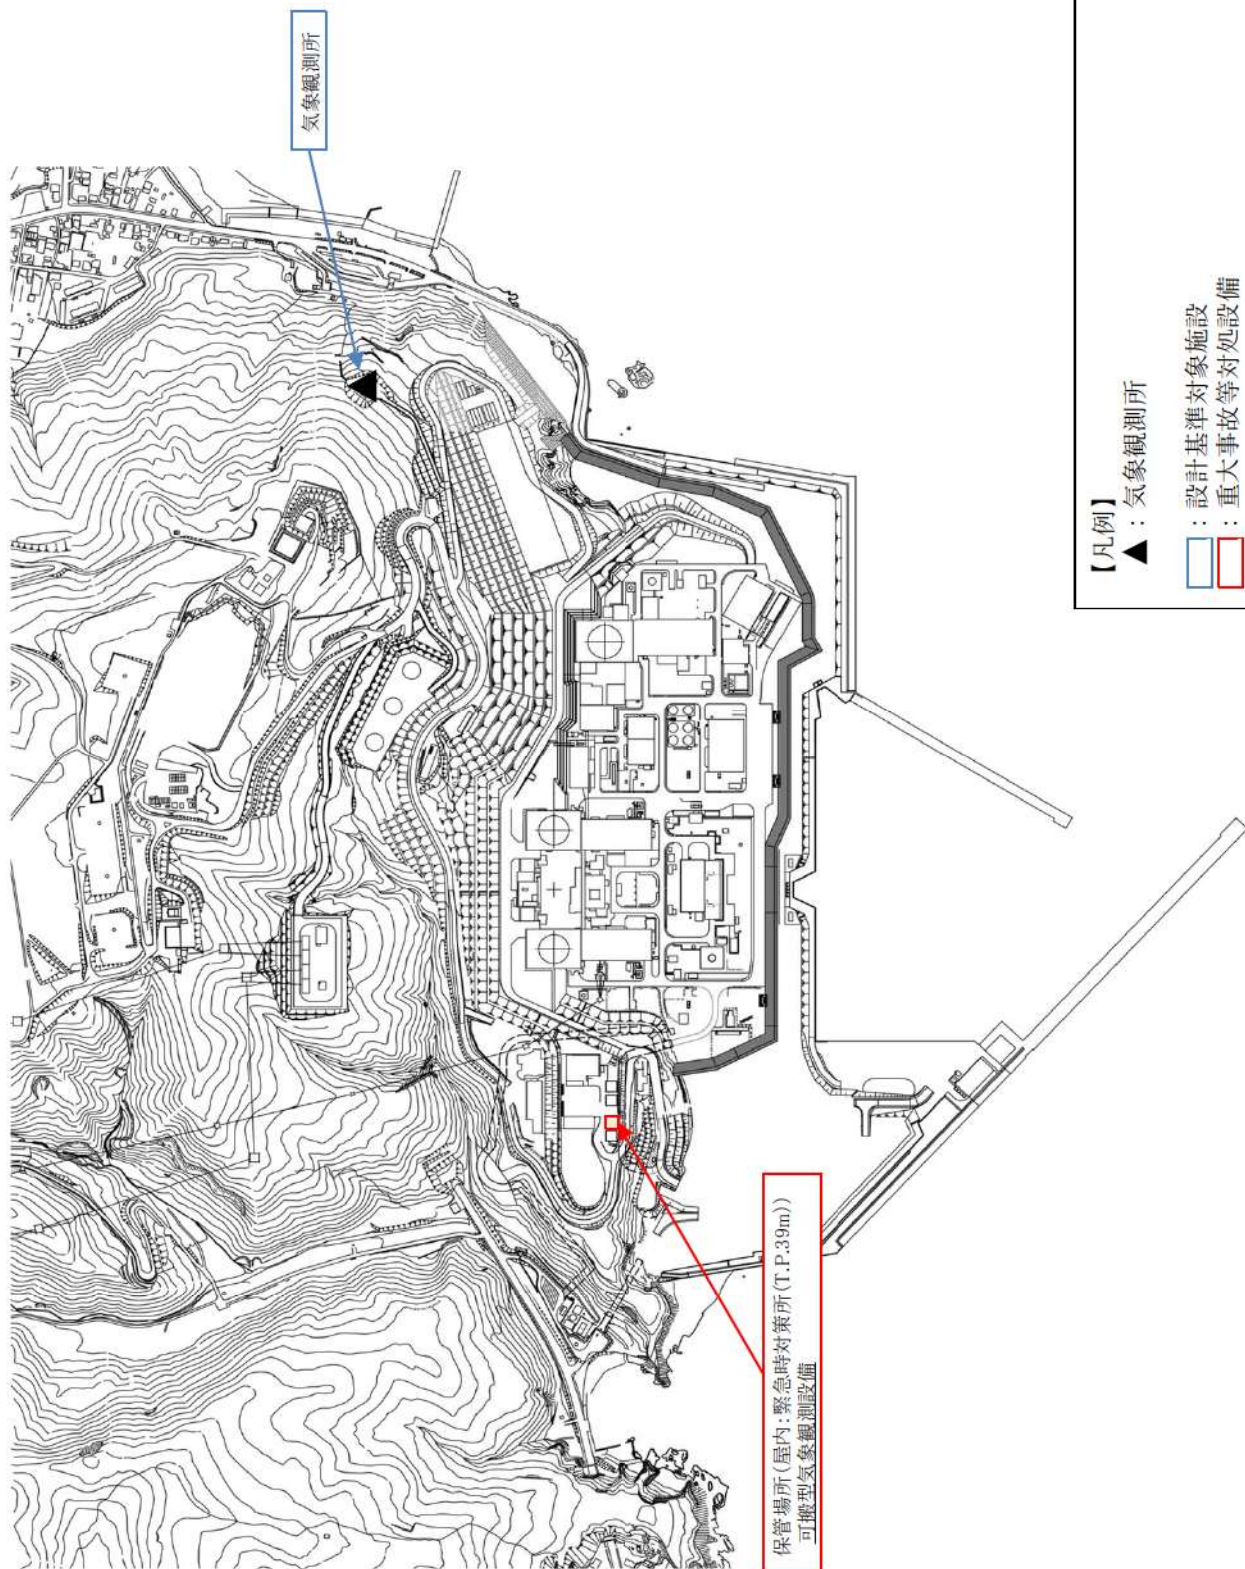 気象観測所
保管場所(屋内:緊急時対策所(T.P.39m))
可搬型気象観測設備
【凡例】
▲:気象観測所
:設計基準対象施設
:重大事故等対処設備